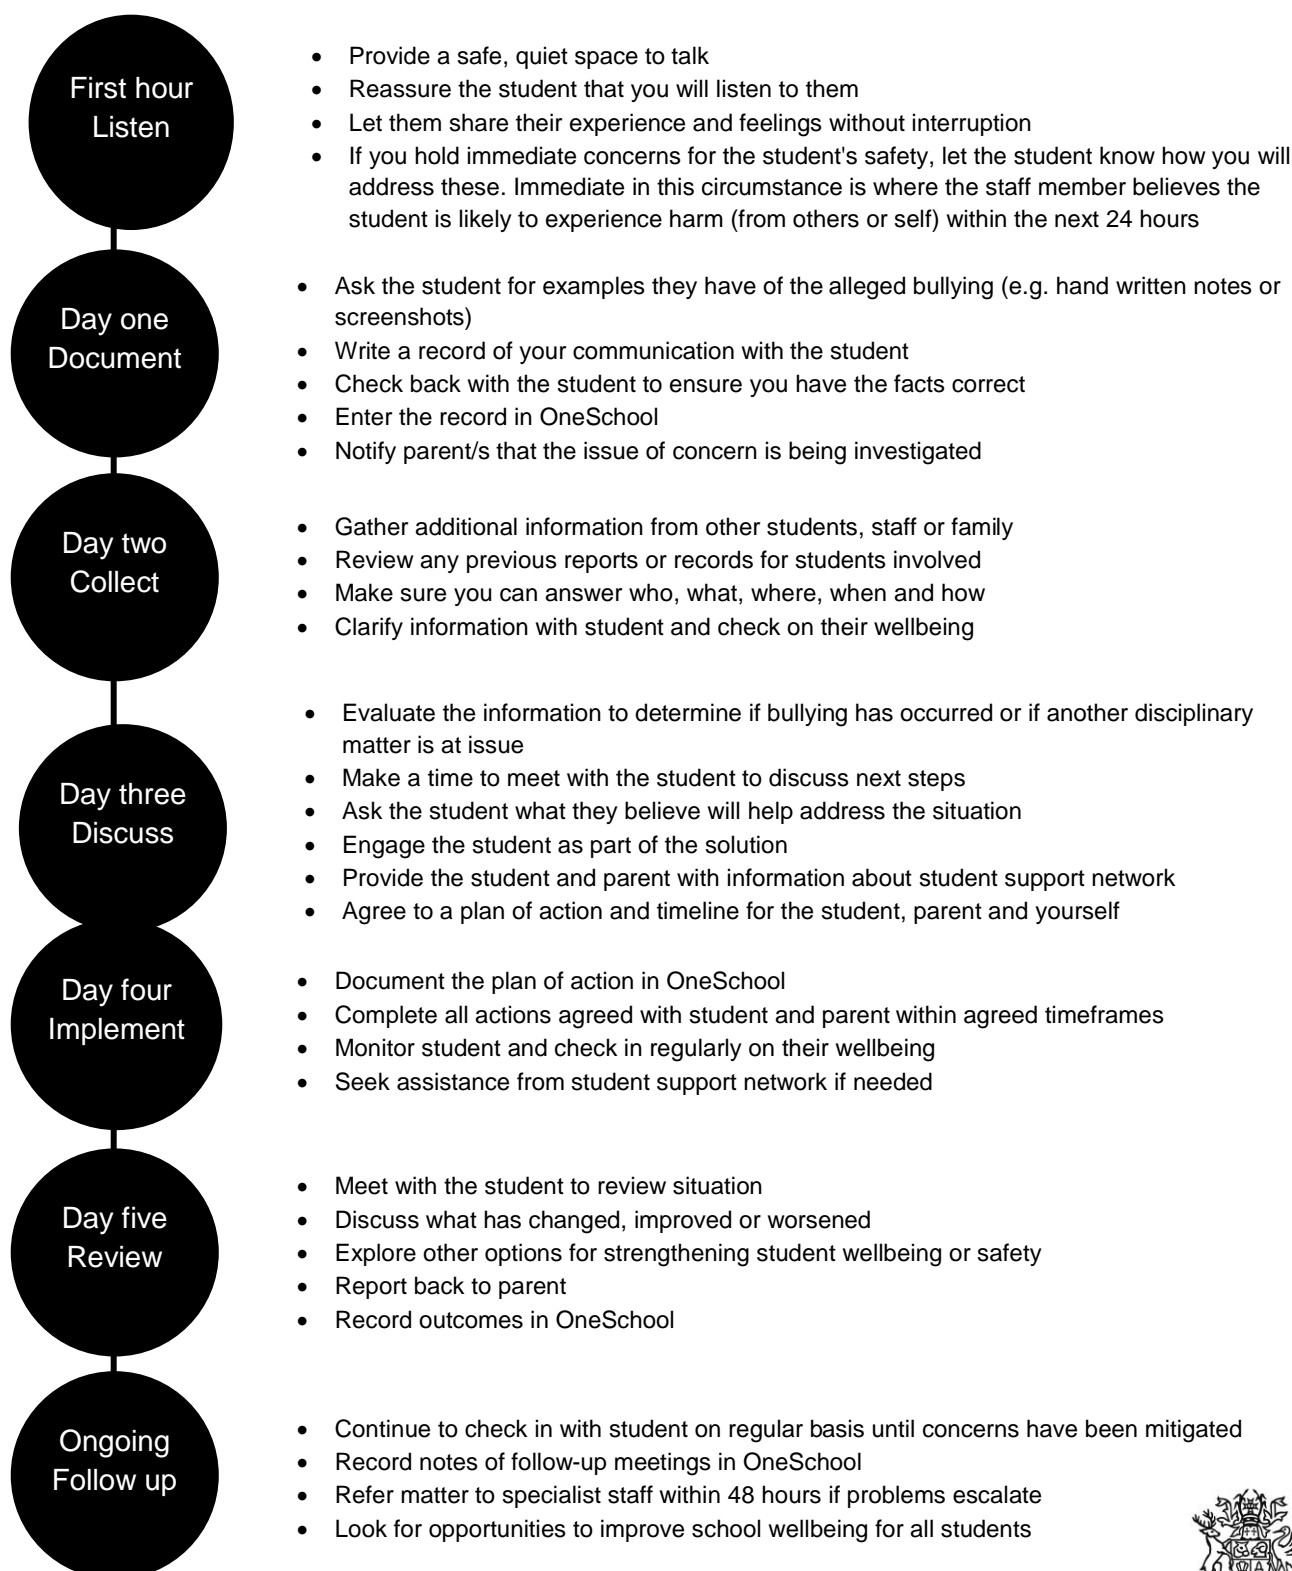 First hour
Listen
• Provide a safe, quiet space to talk
• Reassure the student that you will listen to them
• Let them share their experience and feelings without interruption
• If you hold immediate concerns for the student's safety, let the student know how you will
address these. Immediate in this circumstance is where the staff member believes the
student is likely to experience harm (from others or self) within the next 24 hours
Day one
Document
• Ask the student for examples they have of the alleged bullying (e.g. hand written notes or
screenshots)
• Write a record of your communication with the student
• Check back with the student to ensure you have the facts correct
• Enter the record in OneSchool
• Notify parent/s that the issue of concern is being investigated
Day two
Collect
• Gather additional information from other students, staff or family
• Review any previous reports or records for students involved
• Make sure you can answer who, what, where, when and how
• Clarify information with student and check on their wellbeing
Day three
Discuss
• Evaluate the information to determine if bullying has occurred or if another disciplinary
matter is at issue
• Make a time to meet with the student to discuss next steps
• Ask the student what they believe will help address the situation
• Engage the student as part of the solution
• Provide the student and parent with information about student support network
• Agree to a plan of action and timeline for the student, parent and yourself
Day four
Implement
• Document the plan of action in OneSchool
• Complete all actions agreed with student and parent within agreed timeframes
• Monitor student and check in regularly on their wellbeing
• Seek assistance from student support network if needed
Day five
Review
• Meet with the student to review situation
• Discuss what has changed, improved or worsened
• Explore other options for strengthening student wellbeing or safety
• Report back to parent
• Record outcomes in OneSchool
Ongoing
Follow up
• Continue to check in with student on regular basis until concerns have been mitigated
• Record notes of follow-up meetings in OneSchool
• Refer matter to specialist staff within 48 hours if problems escalate
• Look for opportunities to improve school wellbeing for all students